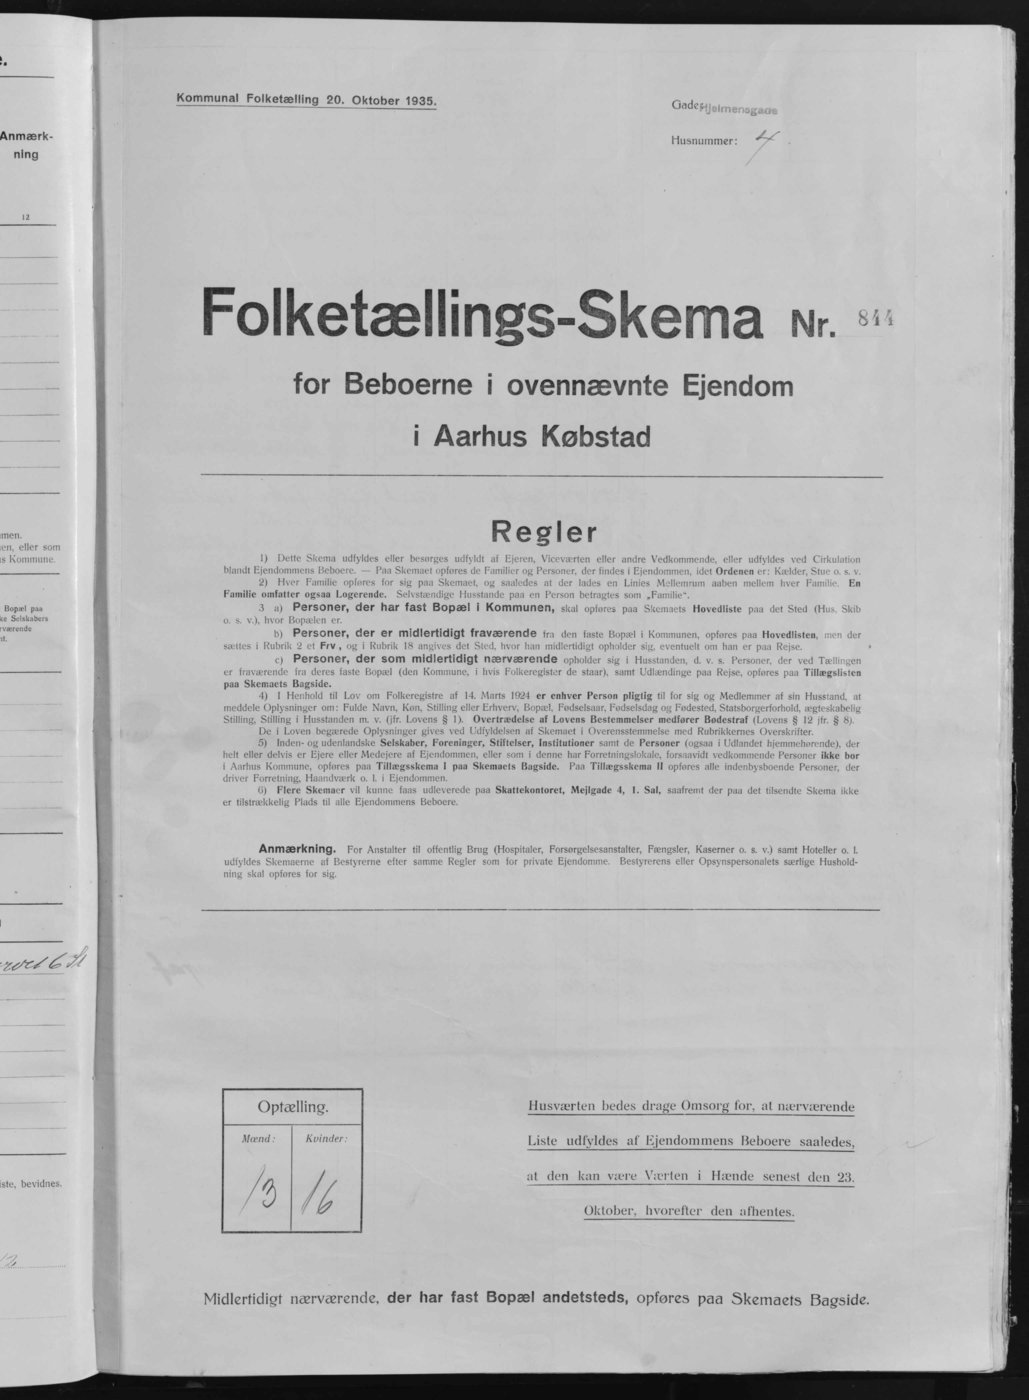 e.
Anmærk-
ning
12
men.
en, eller som
s Kommune.
Bopæl paa
ke Selskabers
rværende
nt.
iste, bevidnes.
Kommunal Folketælling 20. Oktober 1935.
Gade: Hjelmensgade
Husnummer: 4
Folketællings-Skema Nr. 844
for Beboerne i ovennævnte Ejendom
i Aarhus Købstad
Regler
1) Dette Skema udfyldes eller besørges udfyldt af Ejeren, Viceværten eller andre Vedkommende, eller udfyldes ved Cirkulation
blandt Ejendommens Beboere. — Paa Skemaet opføres de Familier og Personer, der findes i Ejendommen, idet Ordenen er: Kælder, Stue o. s. v.
2) Hver Familie opføres for sig paa Skemaet, og saaledes at der lades en Linies Mellemrum aaben mellem hver Familie. En
Familie omfatter ogsaa Logerende. Selvstændige Husstande paa en Person betragtes som „Familie“.
3 a) Personer, der har fast Bopæl i Kommunen, skal opføres paa Skemaets Hovedliste paa det Sted (Hus, Skib
o. s. v.), hvor Bopælen er.
b) Personer, der er midlertidigt fraværende fra den faste Bopæl i Kommunen, opføres paa Hovedlisten, men der
sættes i Rubrik 2 et Frv., og i Rubrik 18 angives det Sted, hvor han midlertidigt opholder sig, eventuelt om han er paa Rejse.
c) Personer, der som midlertidigt nærværende opholder sig i Husstanden, d. v. s. Personer, der ved Tællingen
er fraværende fra deres faste Bopæl (den Kommune, i hvis Folkeregister de staar), samt Udlændinge paa Rejse, opføres paa Tillægslisten
paa Skemaets Bagside.
4) I Henhold til Lov om Folkeregistre af 14. Marts 1924 er enhver Person pligtig til for sig og Medlemmer af sin Husstand, at
meddele Oplysninger om: Fulde Navn, Køn, Stilling eller Erhverv, Bopæl, Fødselsaar, Fødselsdag og Fødested, Statsborgerforhold, ægteskabelig
Stilling, Stilling i Husstanden m. v. (jfr. Lovens § 1). Overtrædelse af Lovens Bestemmelser medfører Bødestraf (Lovens § 12 jfr. § 8).
De i Loven begærede Oplysninger gives ved Udfyldelsen af Skemaet i Overensstemmelse med Rubrikkernes Overskrifter.
5) Inden- og udenlandske Selskaber, Foreninger, Stiftelser, Institutioner samt de Personer (ogsaa i Udlandet hjemmehørende), der
helt eller delvis er Ejere eller Medejere af Ejendommen, eller som i denne har Forretningslokale, forsaavidt vedkommende Personer ikke bor
i Aarhus Kommune, opføres paa Tillægsskema I paa Skemaets Bagside. Paa Tillægsskema II opføres alle indenbysboende Personer, der
driver Forretning, Haandværk o. l. i Ejendommen.
6) Flere Skemaer vil kunne faas udleverede paa Skattekontoret, Mejlgade 4, 1. Sal, saafremt der paa det tilsendte Skema ikke
er tilstrækkelig Plads til alle Ejendommens Beboere.
Anmærkning. For Anstalter til offentlig Brug (Hospitaler, Forsørgelsesanstalter, Fængsler, Kaserner o. s. v.) samt Hoteller o. l.
udfyldes Skemaerne af Bestyrerne efter samme Regler som for private Ejendomme. Bestyrerens eller Opsynspersonalets særlige Hushold-
ning skal opføres for sig.
Optælling.
Mænd: Kvinder:
13 16
Husværten bedes drage Omsorg for, at nærværende
Liste udfyldes af Ejendommens Beboere saaledes,
at den kan være Værten i Hænde senest den 23.
Oktober, hvorefter den afhentes.
Midlertidigt nærværende, der har fast Bopæl andetsteds, opføres paa Skemaets Bagside.